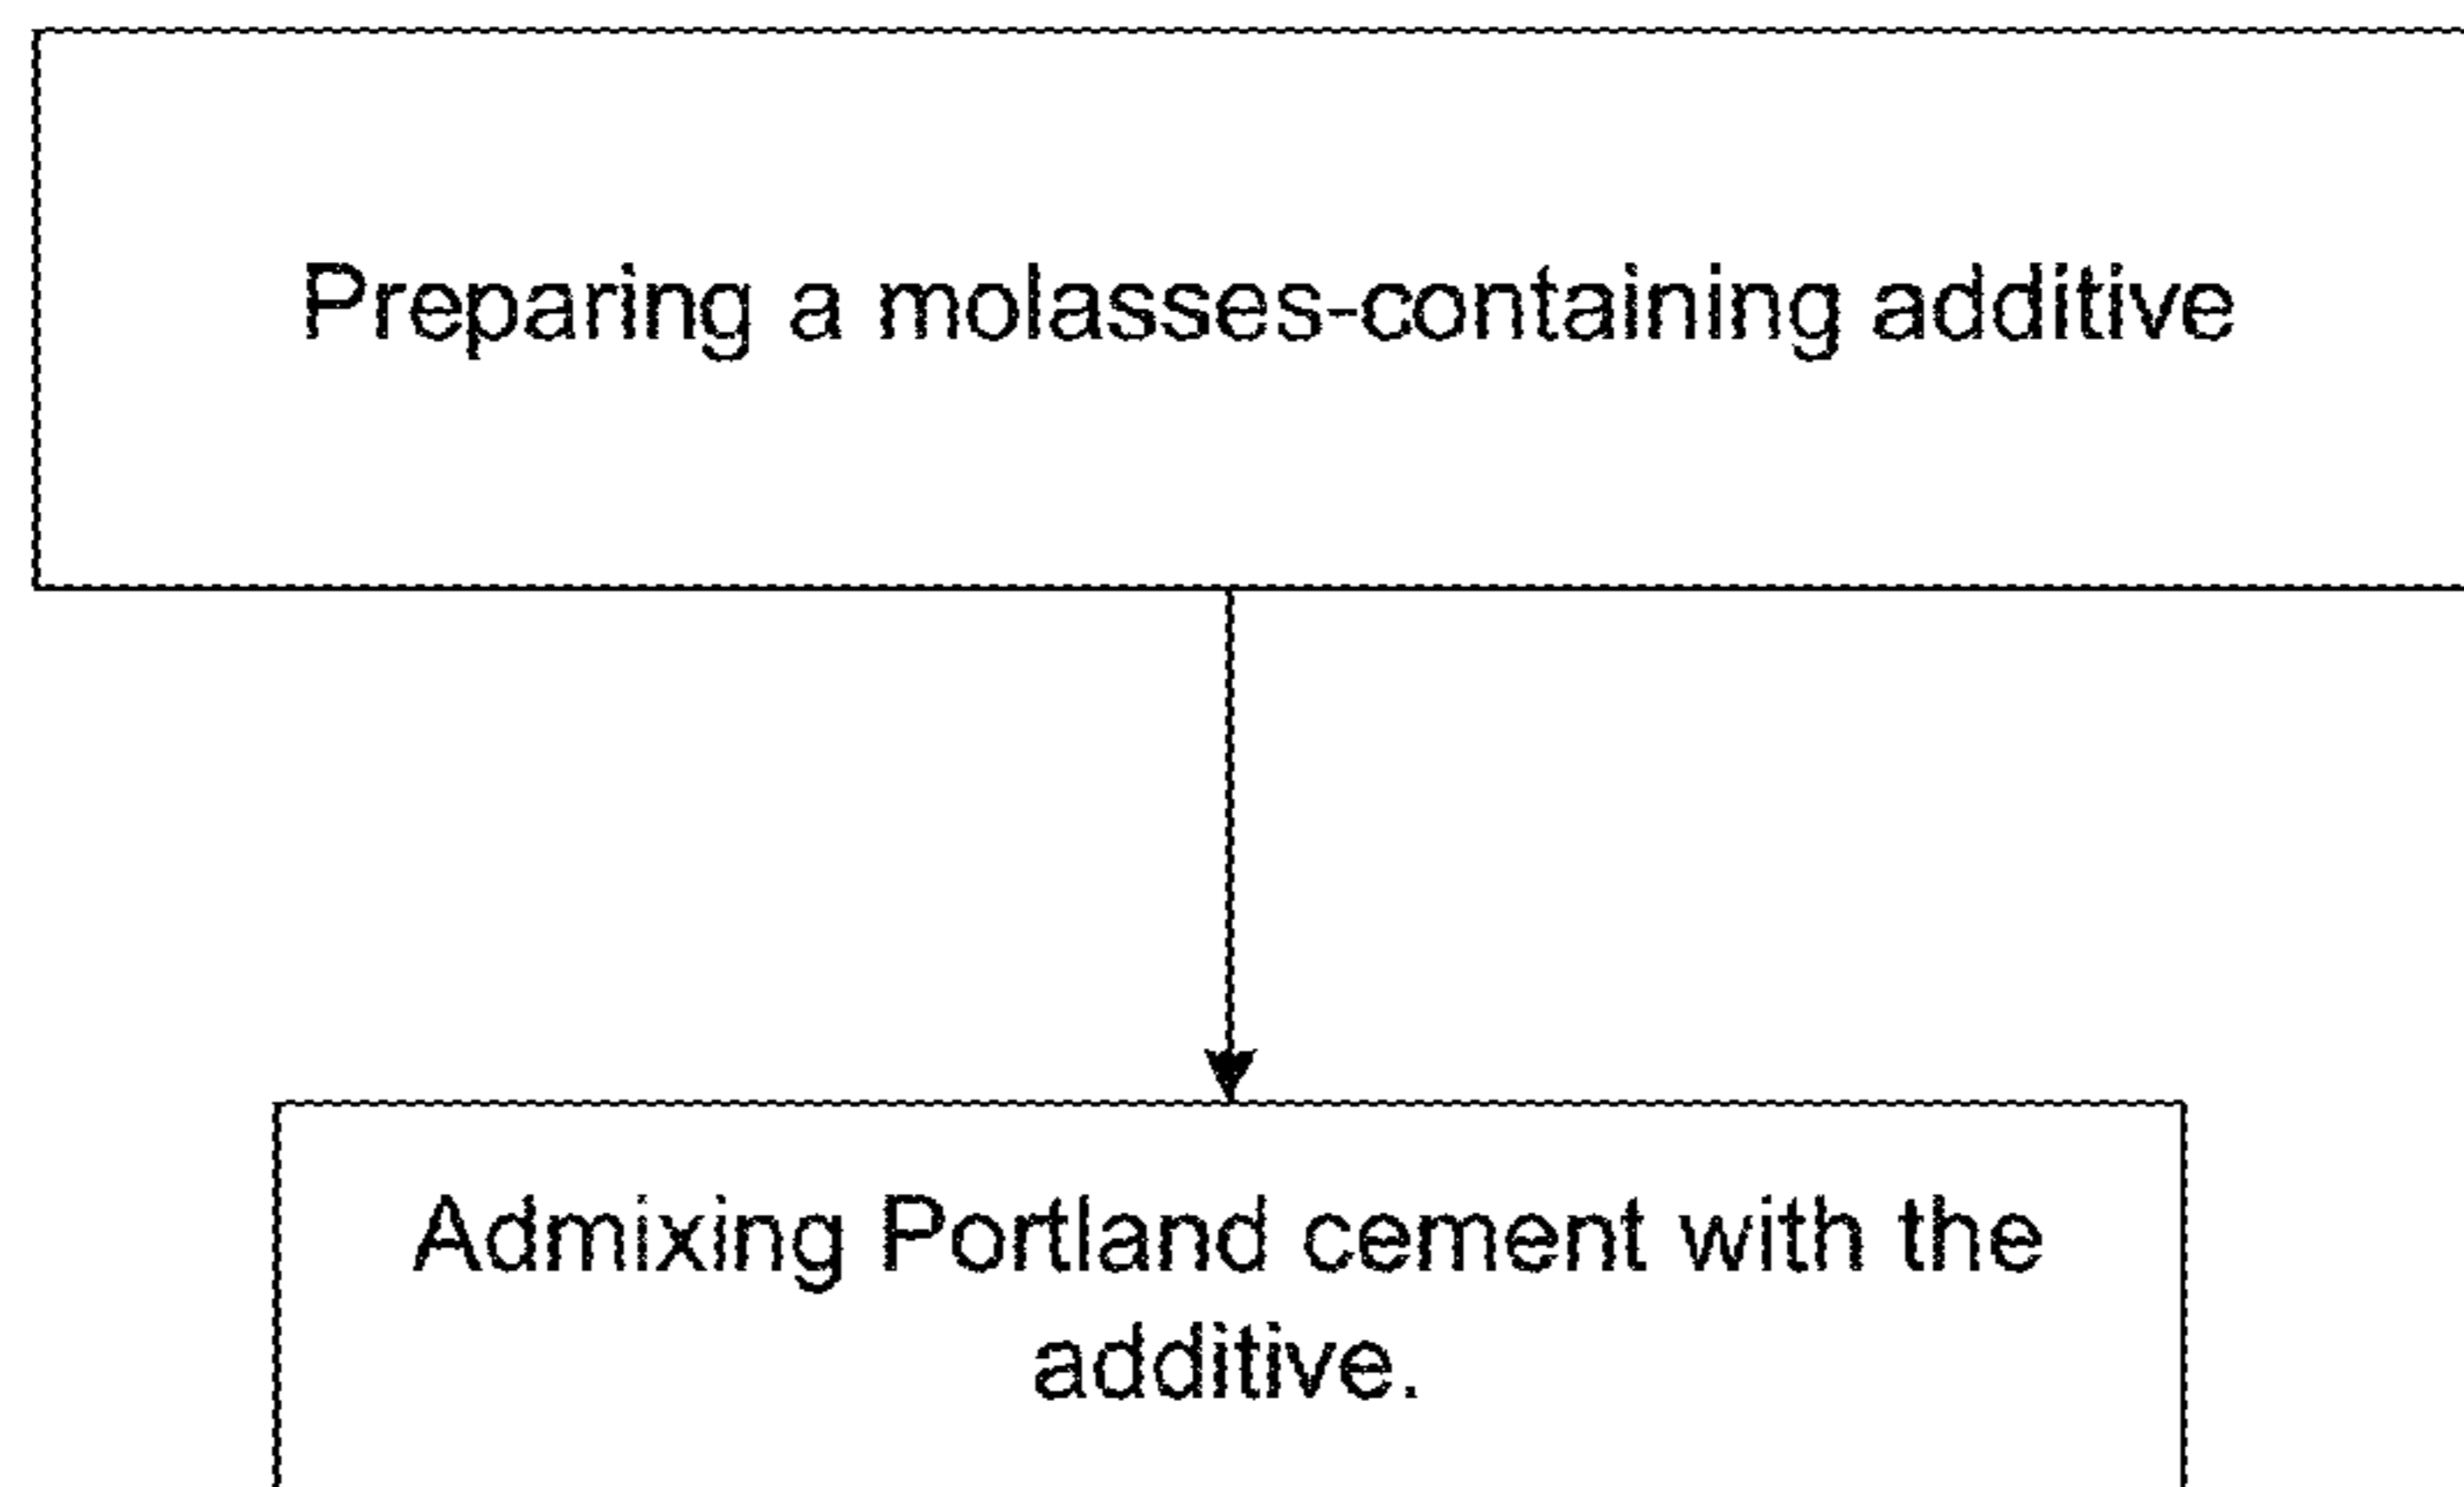 Preparing a molasses-containing additive
Admixing Portland cement with the
additive.